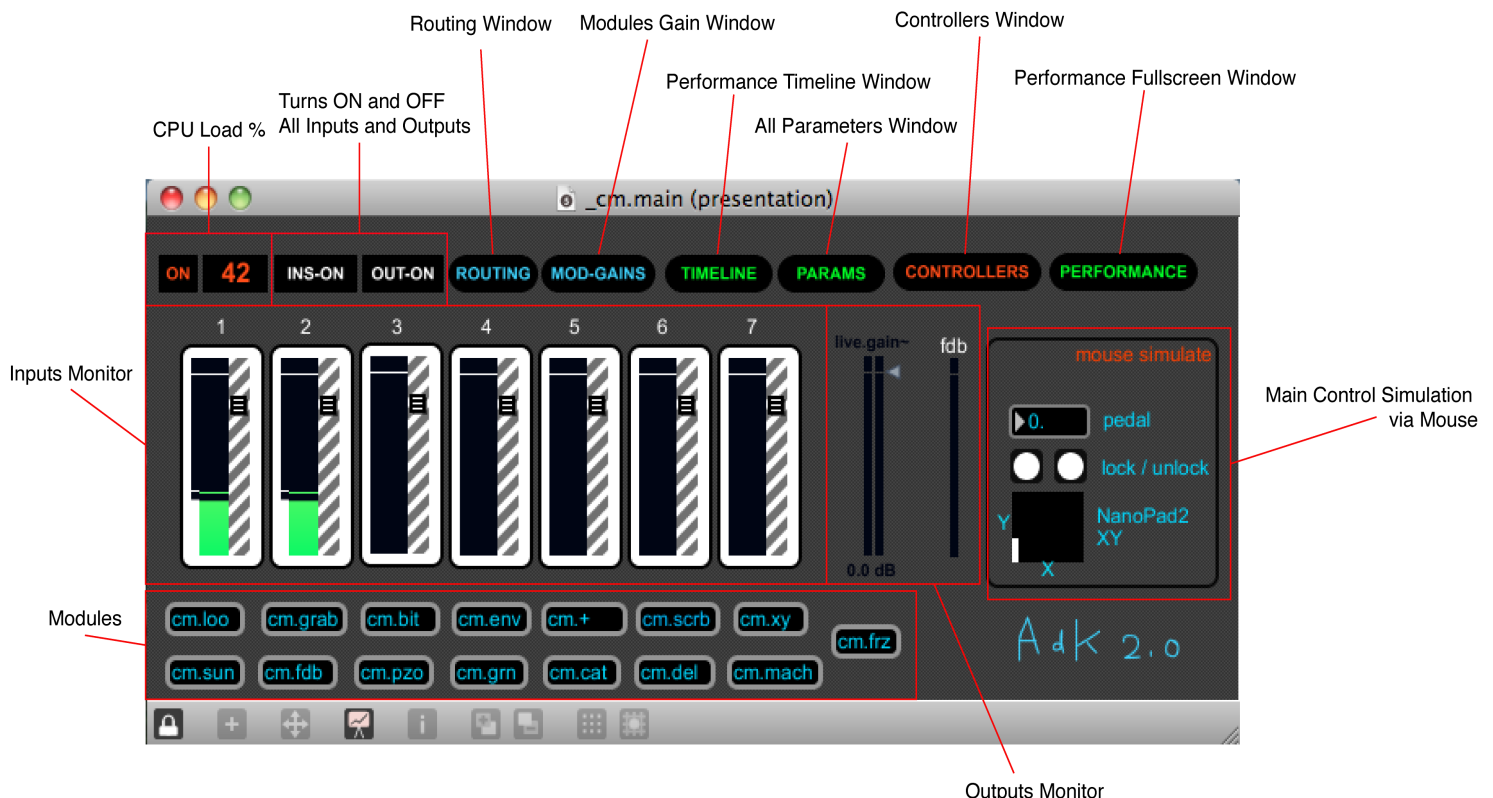 Routing Window
Modules Gain Window
Controllers Window
Performance Timeline Window
Performance Fullscreen Window
Turns ON and OFF
All Inputs and Outputs
CPU Load %
All Parameters Window
_cm.main (presentation)
ON
42
INS-ON
OUT-ON
ROUTING
MOD-GAINS
TIMELINE
PARAMS
CONTROLLERS
PERFORMANCE
1
2
3
4
5
6
7
live.gain~
fdb
0.0 dB
mouse simulate
0.
pedal
lock / unlock
Y
NanoPad2
XY
X
Inputs Monitor
Main Control Simulation
via Mouse
Modules
cm.loo
cm.grab
cm.bit
cm.env
cm.+
cm.scrb
cm.xy
cm.frz
cm.sun
cm.fdb
cm.pzo
cm.grn
cm.cat
cm.del
cm.mach
Adk 2.0
i
Outputs Monitor